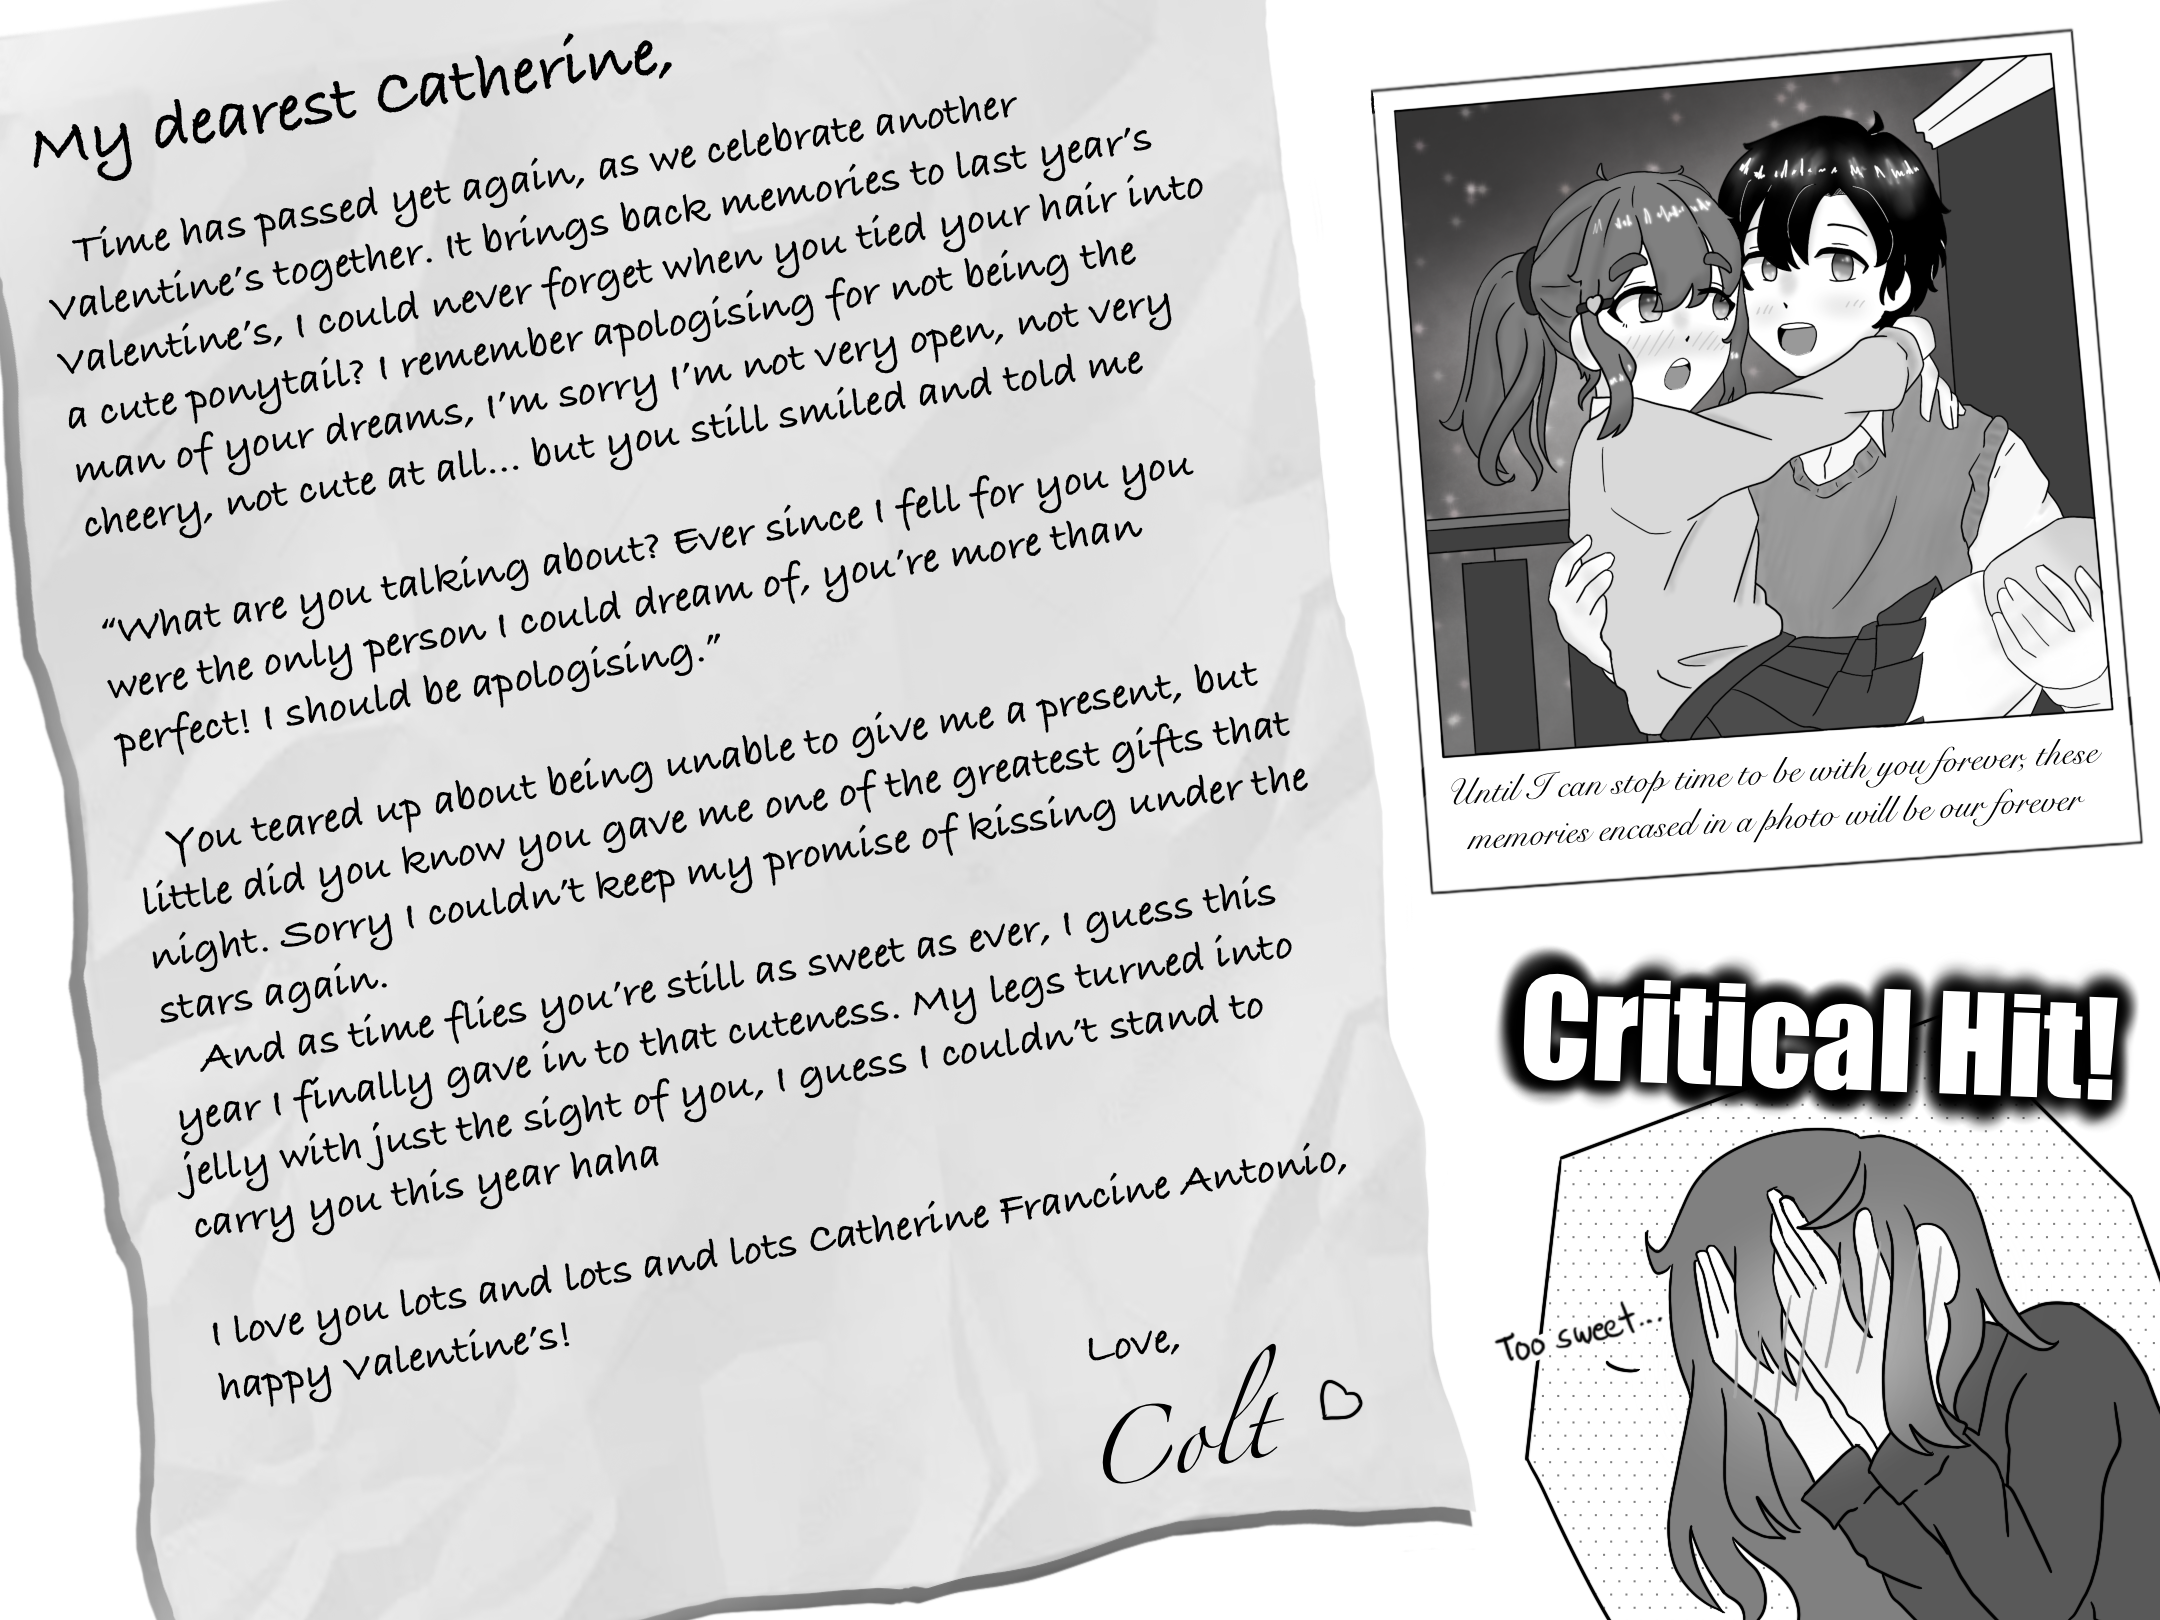 My dearest Catherine,
Time has passed yet again, as we celebrate another
Valentine's together. It brings back memories to last year's
Valentine's, I could never forget when you tied your hair into
a cute ponytail? I remember apologising for not being the
man of your dreams, I'm sorry I'm not very open, not very
cheery, not cute at all... but you still smiled and told me
“What are you talking about? Ever since I fell for you you
were the only person I could dream of, you're more than
perfect! I should be apologising.”
You teared up about being unable to give me a present, but
little did you know you gave me one of the greatest gifts that
night. Sorry I couldn't keep my promise of kissing under the
stars again.
And as time flies you're still as sweet as ever, I guess this
year I finally gave in to that cuteness. My legs turned into
jelly with just the sight of you, I guess I couldn't stand to
carry you this year haha
I love you lots and lots and lots Catherine Francine Antonio,
happy Valentine's!
Love,
Colt
Until I can stop time to be with you forever, these
memories encased in a photo will be our forever
Critical Hit!
Too sweet...